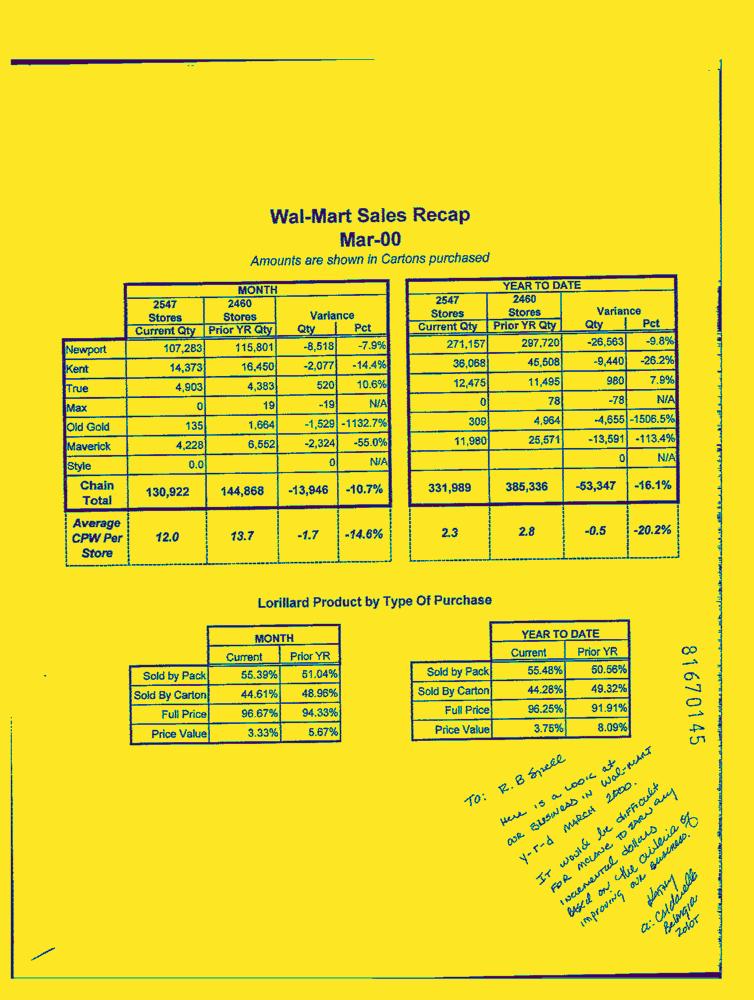 Wal-Mart Sales Recap
Mar-00
Amounts are shown in Cartons purchased
MONTH
2547 Stores Current Qty 2460 Stores Prior YR Qty Variance Qty Pct
Newport 107,283 115,801 -8,518 -7.9%
Kent 14,373 16,450 -2,077 -14.4%
True 4,903 4,383 520 10.6%
Max 0 19 -19 N/A
Old Gold 135 1,664 -1,529 -1132.7%
Maverick 4,228 6,552 -2,324 -55.0%
Style 0.0 0 N/A
Chain Total 130,922 144,868 -13,946 -10.7%
Average CPW Per Store 12.0 13.7 -1.7 -14.6%
YEAR TO DATE
2547 Stores Current Qty 2460 Stores Prior YR Qty Variance Qty Pct
271,157 297,720 -26,563 -9.8%
36,068 45,508 -9,440 -26.2%
12,475 11,495 980 7.9%
0 78 -78 N/A
309 4,964 -4,655 -1506.5%
11,980 25,571 -13,591 -113.4%
0 N/A
331,989 385,336 -53,347 -16.1%
2.3 2.8 -0.5 -20.2%
Lorillard Product by Type Of Purchase
MONTH
Current Prior YR
Sold by Pack 55.39% 51.04%
Sold By Carton 44.61% 48.96%
Full Price 96.67% 94.33%
Price Value 3.33% 5.67%
YEAR TO DATE
Current Prior YR
Sold by Pack 55.48% 50.56%
Sold By Carton 44.28% 49.32%
Full Price 96.25% 91.91%
Price Value 3.75% 8.09%
81670145
To: R. B Spell
Here is a look at
our Business in Wal-Mart
Y-T-d MARCH 2000.
It would be difficult
For McLane to earn any
incremental dollars
Based on the criteria of
improving our Business.